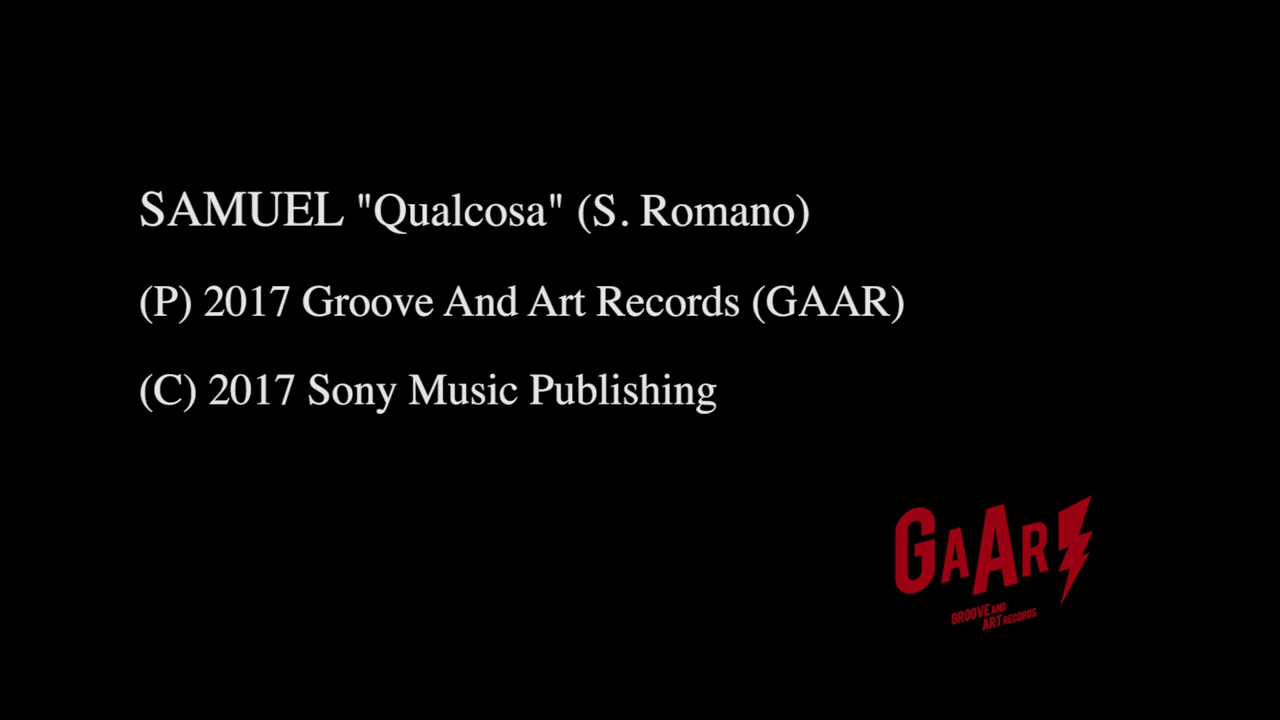 SAMUEL "Qualcosa" (S. Romano)
(P) 2017 Groove And Art Records (GAAR)
(C) 2017 Sony Music Publishing
GAAR
GROOVE AND
ART RECORDS